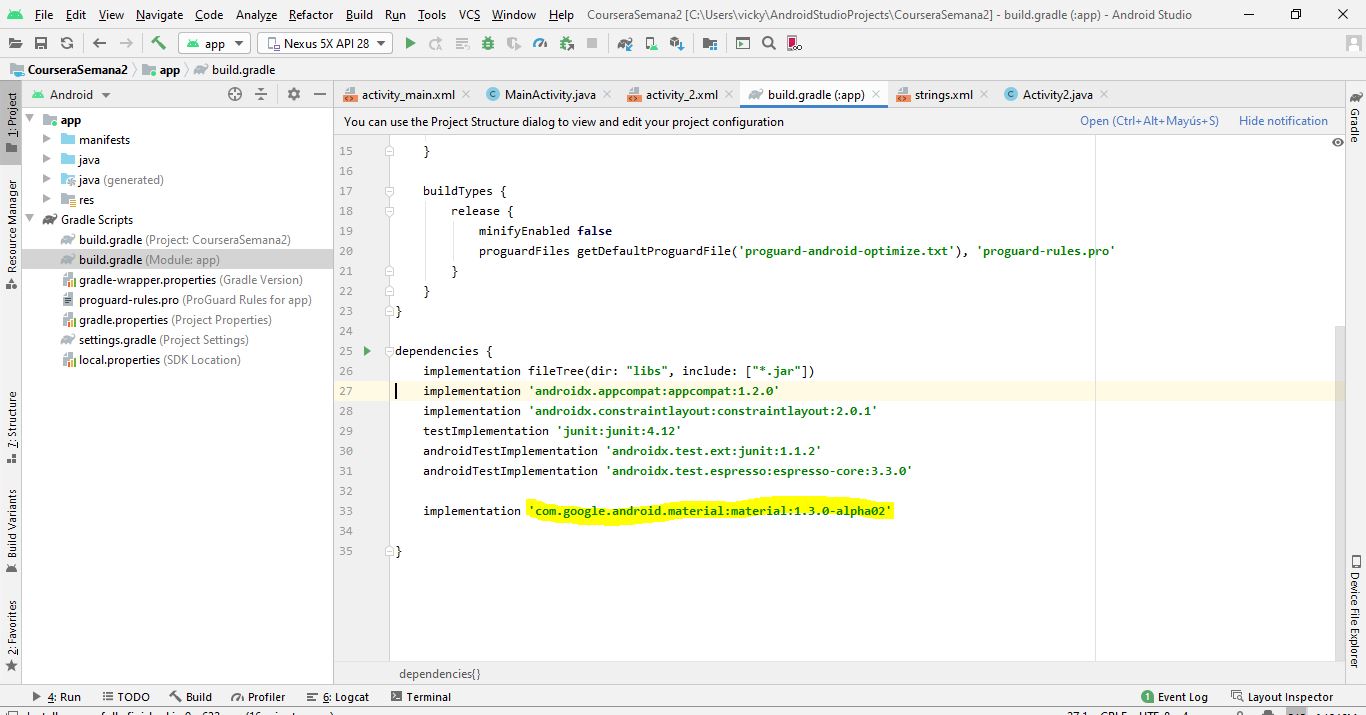 File Edit View Navigate Code Analyze Refactor Build Run Tools VCS Window Help CourseraSemana2 [C:\Users\vicky\AndroidStudioProjects\CourseraSemana2] - build.gradle (:app) - Android Studio
app Nexus 5X API 28
CourseraSemana2 app build.gradle
Android
activity_main.xml MainActivity.java activity_2.xml build.gradle (:app) strings.xml Activity2.java
You can use the Project Structure dialog to view and edit your project configuration Open (Ctrl+Alt+Mayús+S) Hide notification
1: Project
Resource Manager
7: Structure
Build Variants
2: Favorites
app
manifests
java
java (generated)
res
Gradle Scripts
build.gradle (Project: CourseraSemana2)
build.gradle (Module: app)
gradle-wrapper.properties (Gradle Version)
proguard-rules.pro (ProGuard Rules for app)
gradle.properties (Project Properties)
settings.gradle (Project Settings)
local.properties (SDK Location)
15 }
16
17 buildTypes {
18 release {
19 minifyEnabled false
20 proguardFiles getDefaultProguardFile('proguard-android-optimize.txt'), 'proguard-rules.pro'
21 }
22 }
23 }
24
25 dependencies {
26 implementation fileTree(dir: "libs", include: ["*.jar"])
27 implementation 'androidx.appcompat:appcompat:1.2.0'
28 implementation 'androidx.constraintlayout:constraintlayout:2.0.1'
29 testImplementation 'junit:junit:4.12'
30 androidTestImplementation 'androidx.test.ext:junit:1.1.2'
31 androidTestImplementation 'androidx.test.espresso:espresso-core:3.3.0'
32
33 implementation 'com.google.android.material:material:1.3.0-alpha02'
34
35 }
dependencies{}
Gradle
Device File Explorer
4: Run TODO Build Profiler 6: Logcat Terminal 1 Event Log Layout Inspector